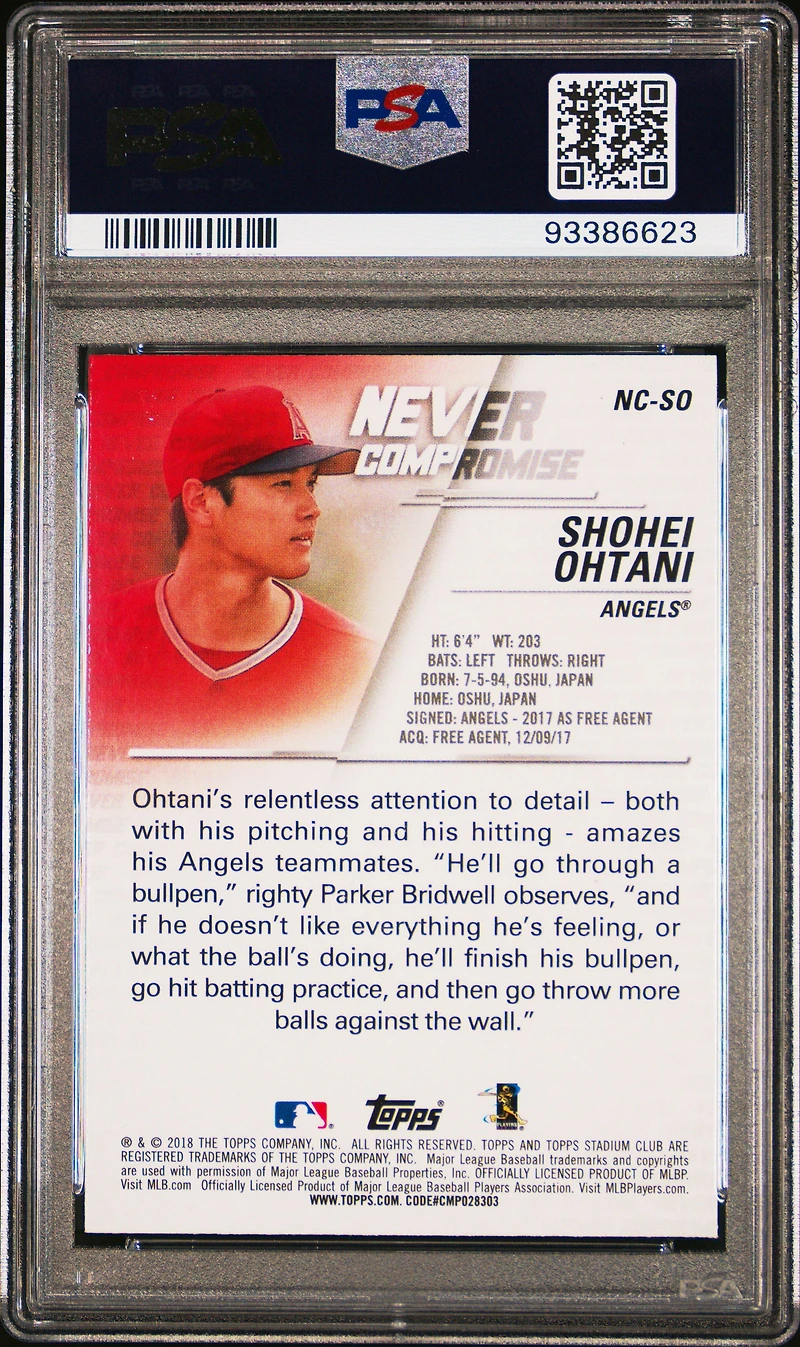 PSA
PSA
93386623
NEVER
COMPROMISE
NC-SO
SHOHEI
OHTANI
ANGELS®
HT: 6'4" WT: 203
BATS: LEFT THROWS: RIGHT
BORN: 7-5-94, OSHU, JAPAN
HOME: OSHU, JAPAN
SIGNED: ANGELS - 2017 AS FREE AGENT
ACQ: FREE AGENT, 12/09/17
Ohtani's relentless attention to detail – both
with his pitching and his hitting - amazes
his Angels teammates. “He'll go through a
bullpen,” righty Parker Bridwell observes, “and
if he doesn't like everything he's feeling, or
what the ball's doing, he'll finish his bullpen,
go hit batting practice, and then go throw more
balls against the wall.”
TOPPS®
® & © 2018 THE TOPPS COMPANY, INC. ALL RIGHTS RESERVED. TOPPS AND TOPPS STADIUM CLUB ARE
REGISTERED TRADEMARKS OF THE TOPPS COMPANY, INC. Major League Baseball trademarks and copyrights
are used with permission of Major League Baseball Properties, Inc. OFFICIALLY LICENSED PRODUCT OF MLBP.
Visit MLB.com Officially Licensed Product of Major League Baseball Players Association. Visit MLBPlayers.com.
WWW.TOPPS.COM. CODE#CMP028303
PSA